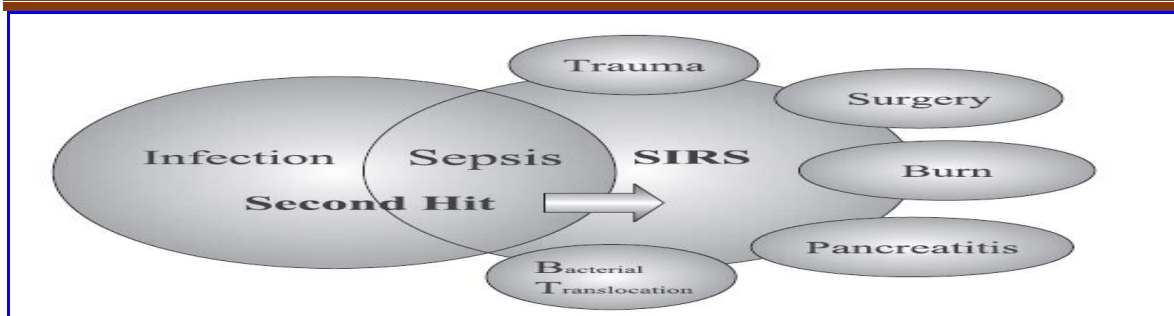 Trauma
Surgery
Infection
Sepsis
SIRS
Burn
Second Hit
Pancreatitis
Bacterial
Translocation